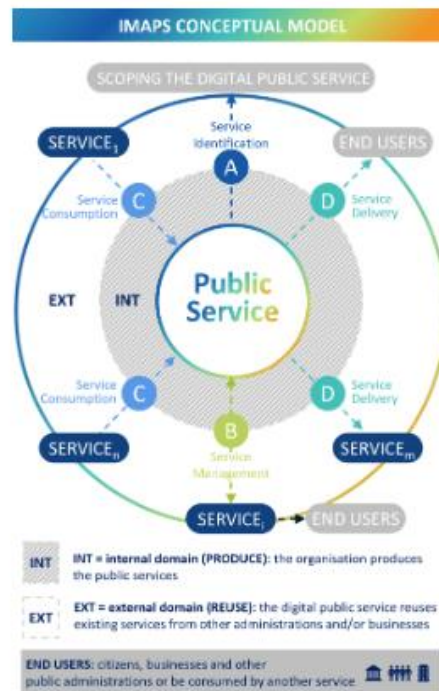 IMAPS CONCEPTUAL MODEL
SCOPING THE DIGITAL PUBLIC SERVICE
SERVICE₁
Service
Identification
END USERS
A
C
D
Service
Consumption
Service
Delivery
EXT
INT
Public
Service
Service
Consumption
C
D
Service
Delivery
B
SERVICEₙ
Service
Management
SERVICEₘ
SERVICEᵢ
END USERS
INT
INT = internal domain (PRODUCE): the organisation produces
the public services
EXT
EXT = external domain (REUSE): the digital public service reuses
existing services from other administrations and/or businesses
END USERS: citizens, businesses and other
public administrations or be consumed by another service